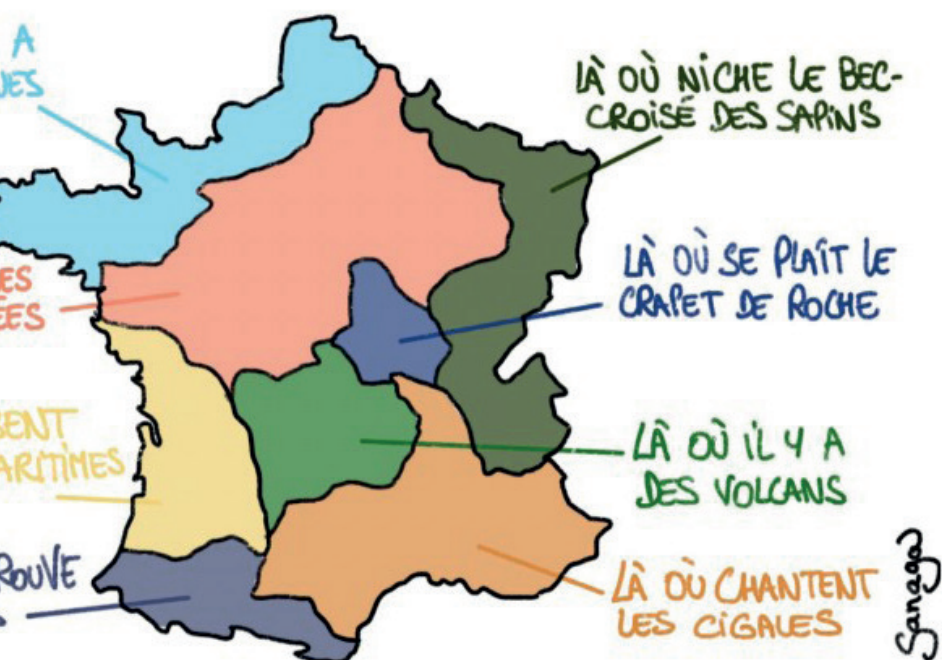 A
LÀ OÙ NICHE LE BEC-
CROISÉ DES SAPINS
LÀ OÙ SE PLAÎT LE
CRAPET DE ROCHE
LÀ OÙ iL Y A
DES VOLCANS
LÀ OÙ CHANTENT
LES CiGALES
Sanaga